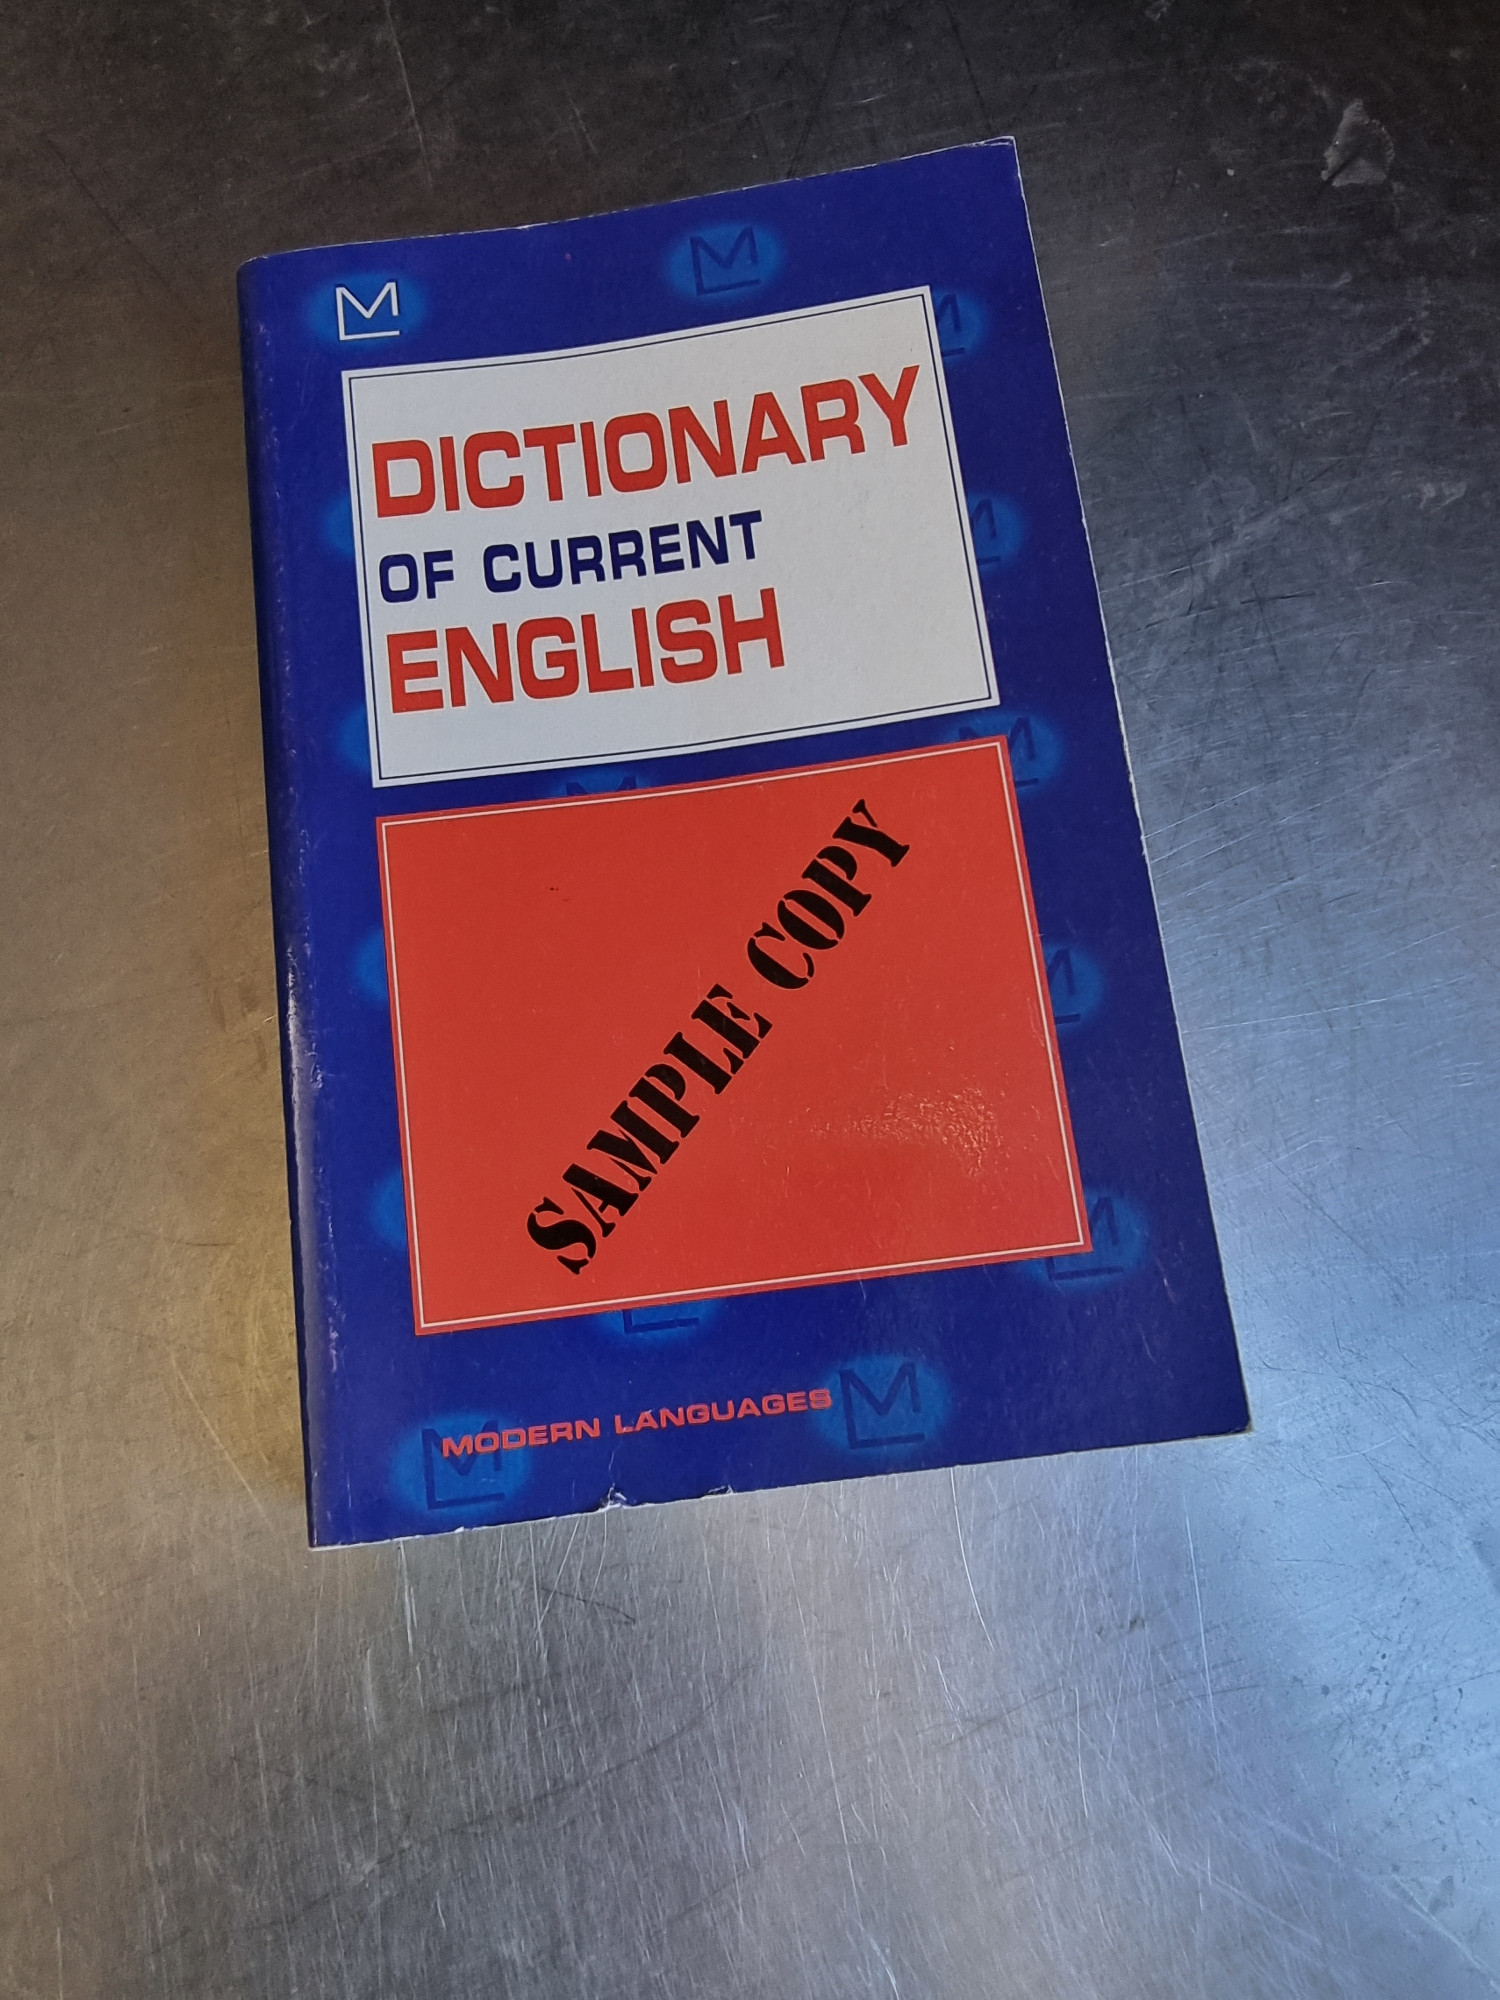 DICTIONARY
OF CURRENT
ENGLISH
SAMPLE COPY
MODERN LANGUAGES